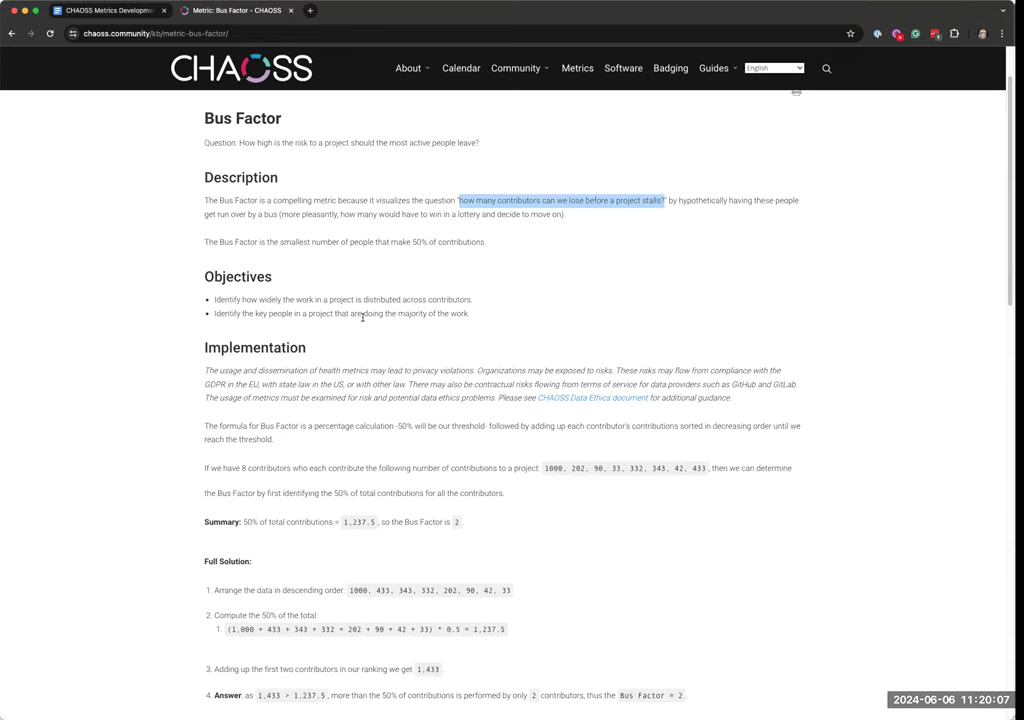 CHAOSS Metrics Developme
Metric: Bus Factor - CHAOSS
chaoss.community/kb/metric-bus-factor/
CHAOSS
About
Calendar
Community
Metrics
Software
Badging
Guides
English
Bus Factor
Question: How high is the risk to a project should the most active people leave?
Description
The Bus Factor is a compelling metric because it visualizes the question "how many contributors can we lose before a project stalls?" by hypothetically having these people
get run over by a bus (more pleasantly, how many would have to win in a lottery and decide to move on).
The Bus Factor is the smallest number of people that make 50% of contributions.
Objectives
• Identify how widely the work in a project is distributed across contributors.
• Identify the key people in a project that are doing the majority of the work.
Implementation
The usage and dissemination of health metrics may lead to privacy violations. Organizations may be exposed to risks. These risks may flow from compliance with the
GDPR in the EU, with state law in the US, or with other law. There may also be contractual risks flowing from terms of service for data providers such as GitHub and GitLab.
The usage of metrics must be examined for risk and potential data ethics problems. Please see CHAOSS Data Ethics document for additional guidance.
The formula for Bus Factor is a percentage calculation -50% will be our threshold- followed by adding up each contributor's contributions sorted in decreasing order until we
reach the threshold.
If we have 8 contributors who each contribute the following number of contributions to a project: 1000, 202, 90, 33, 332, 343, 42, 433, then we can determine
the Bus Factor by first identifying the 50% of total contributions for all the contributors.
Summary: 50% of total contributions = 1,237.5, so the Bus Factor is 2.
Full Solution:
1. Arrange the data in descending order: 1000, 433, 343, 332, 202, 90, 42, 33
2. Compute the 50% of the total:
1. (1,000 + 433 + 343 + 332 + 202 + 90 + 42 + 33) * 0.5 = 1,237.5
3. Adding up the first two contributors in our ranking we get 1,433.
4. Answer: as 1,433 > 1,237.5, more than the 50% of contributions is performed by only 2 contributors, thus the Bus Factor = 2.
2024-06-06 11:20:07